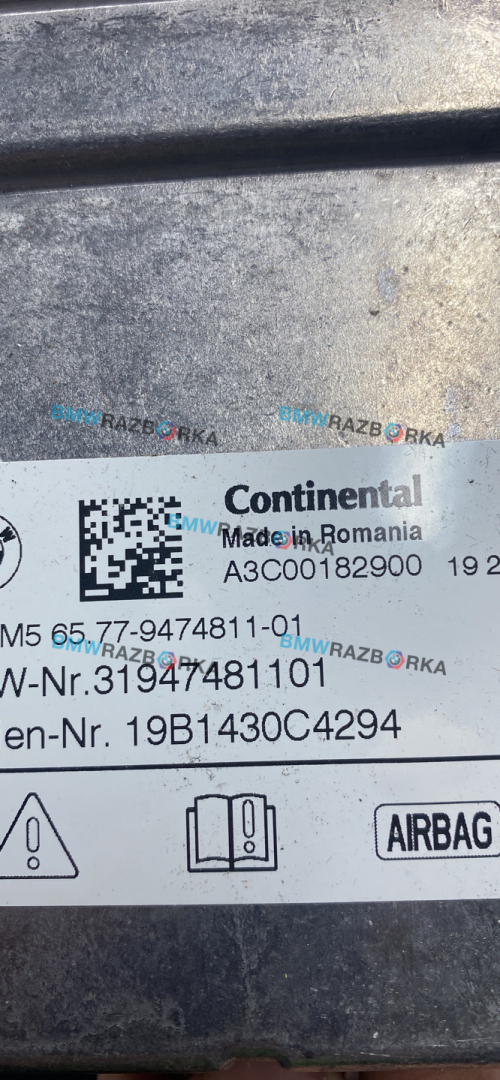 BMWRAZBORKA BMWRAZBORKA
Continental
BMWRAZBORKA
Made in Romania
A3C00182900 19 2
M5 65.77-9474811-01
BMWRAZBORKA BMWRAZBORKA
W-Nr.31947481101
en-Nr. 19B1430C4294
AIRBAG